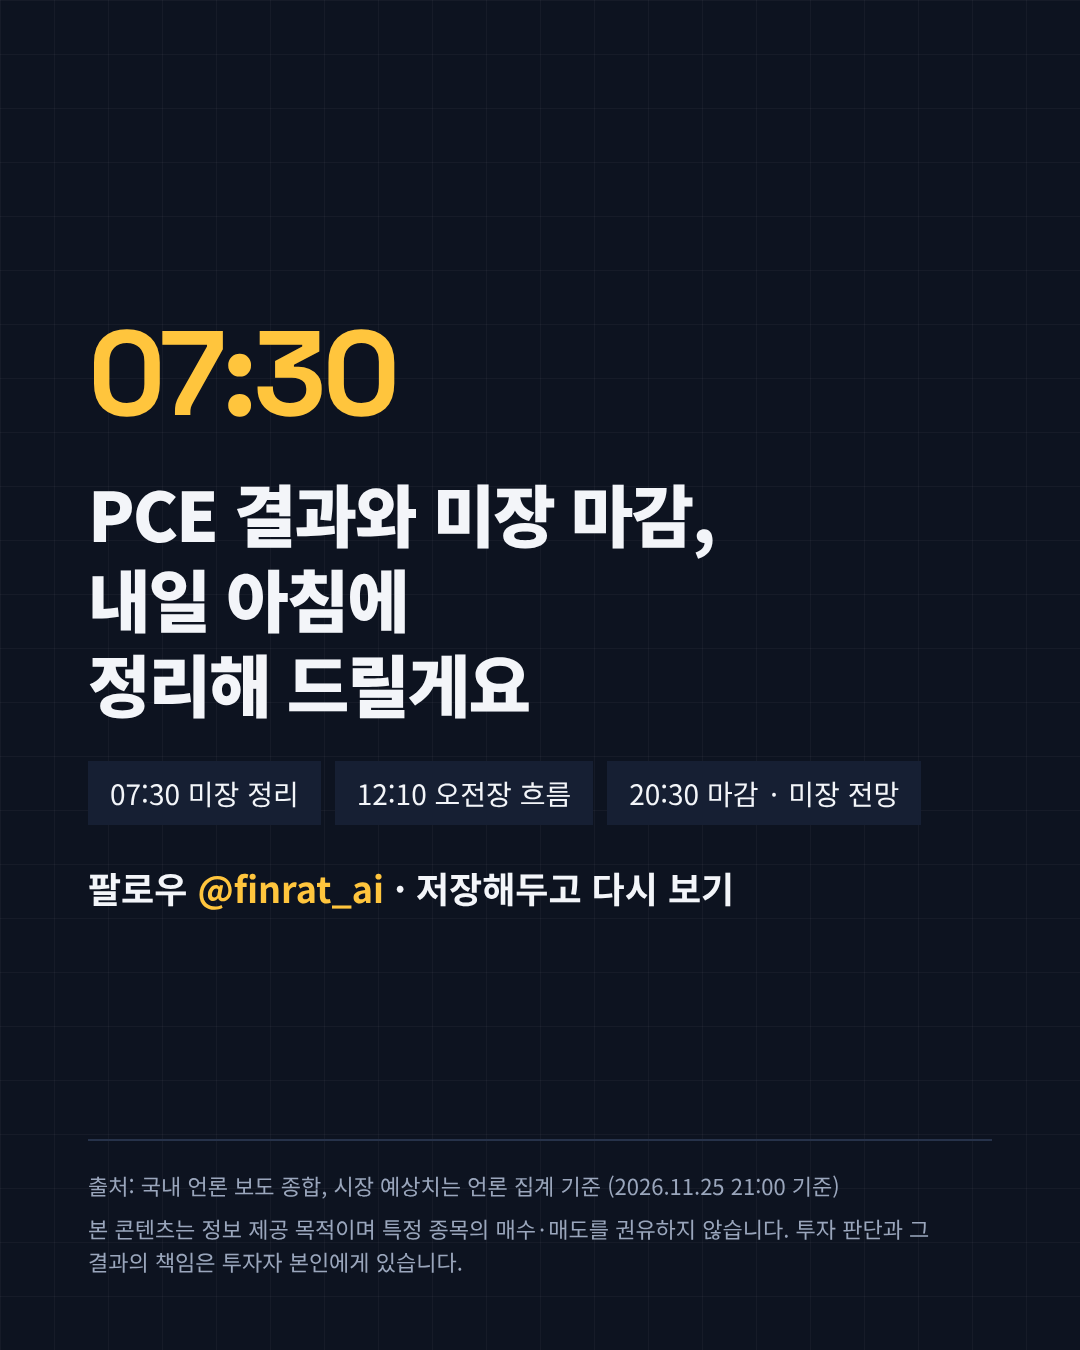 07:30
PCE 결과와 미장 마감,
내일 아침에
정리해 드릴게요
07:30 미장 정리
12:10 오전장 흐름
20:30 마감 · 미장 전망
팔로우 @finrat_ai · 저장해두고 다시 보기
출처: 국내 언론 보도 종합, 시장 예상치는 언론 집계 기준 (2026.11.25 21:00 기준)
본 콘텐츠는 정보 제공 목적이며 특정 종목의 매수·매도를 권유하지 않습니다. 투자 판단과 그
결과의 책임은 투자자 본인에게 있습니다.